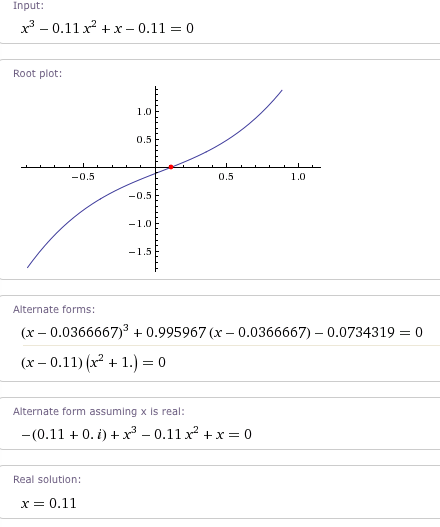 Input:
x³ − 0.11 x² + x − 0.11 = 0
Root plot:
1.0
0.5
−0.5 0.5 1.0
−0.5
−1.0
−1.5
Alternate forms:
(x − 0.0366667)³ + 0.995967 (x − 0.0366667) − 0.0734319 = 0
(x − 0.11) (x² + 1.) = 0
Alternate form assuming x is real:
−(0.11 + 0. i) + x³ − 0.11 x² + x = 0
Real solution:
x = 0.11